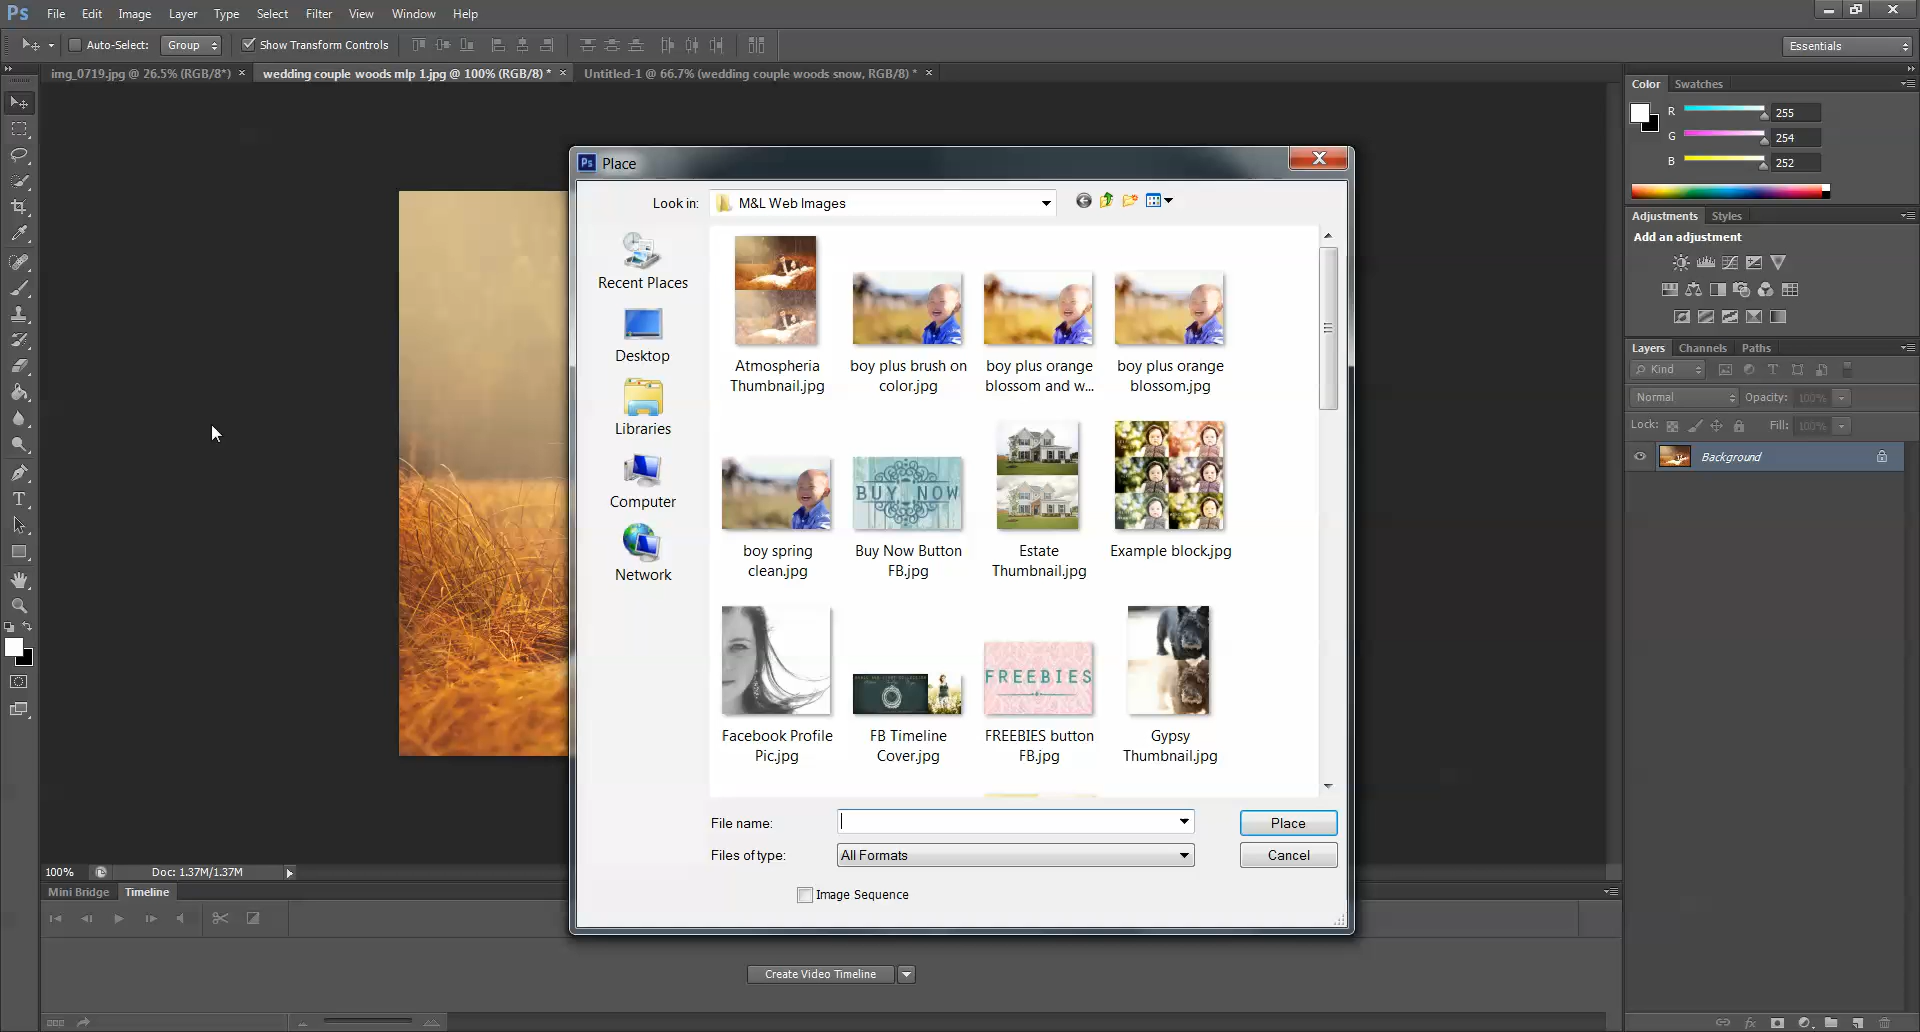 Ps File Edit Image Layer Type Select Filter View Window Help
Auto-Select: Group Show Transform Controls Essentials
img_0719.jpg @ 26.5% (RGB/8*) × wedding couple woods mlp 1.jpg @ 100% (RGB/8) * × Untitled-1 @ 66.7% (wedding couple woods snow, RGB/8) * ×
Color Swatches
R 255
G 254
B 252
Adjustments Styles
Add an adjustment
Layers Channels Paths
Kind
Normal Opacity: 100%
Lock: Fill: 100%
Background
Ps Place
Look in: M&L Web Images
Recent Places
Desktop
Libraries
Computer
Network
Atmospheria
Thumbnail.jpg
boy plus brush on
color.jpg
boy plus orange
blossom and w...
boy plus orange
blossom.jpg
BUY NOW
boy spring
clean.jpg
Buy Now Button
FB.jpg
Estate
Thumbnail.jpg
Example block.jpg
FREEBIES
Facebook Profile
Pic.jpg
FB Timeline
Cover.jpg
FREEBIES button
FB.jpg
Gypsy
Thumbnail.jpg
File name: Place
Files of type: All Formats Cancel
Image Sequence
100% Doc: 1.37M/1.37M
Mini Bridge Timeline
Create Video Timeline